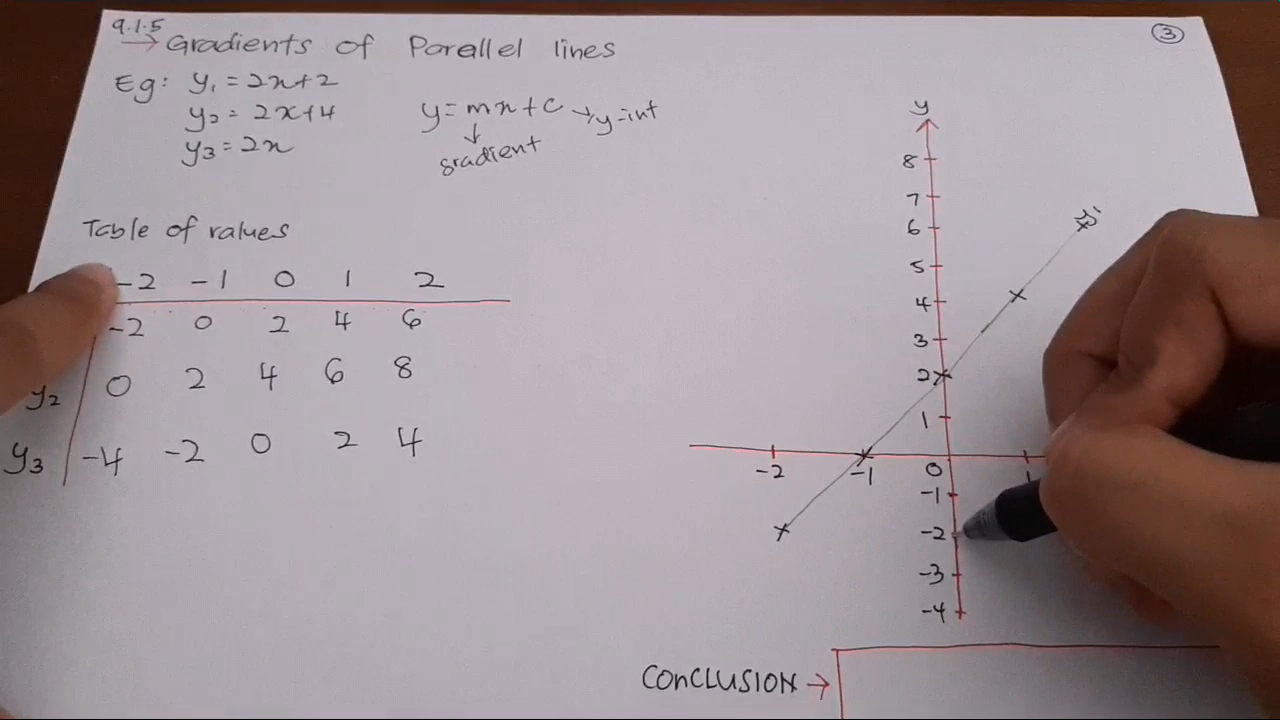 9.1.5
→ Gradients of Parallel lines
③
Eg: y₁ = 2x+2
y₂ = 2x+4
y₃ = 2x
y = mx + c → y-int
↓
gradient
Table of values
-2 -1 0 1 2
-2 0 2 4 6
y₂ 0 2 4 6 8
y₃ -4 -2 0 2 4
y
8
7
6
5
4
3
2
1
-2 -1 0 1
-1
-2
-3
-4
CONCLUSION →